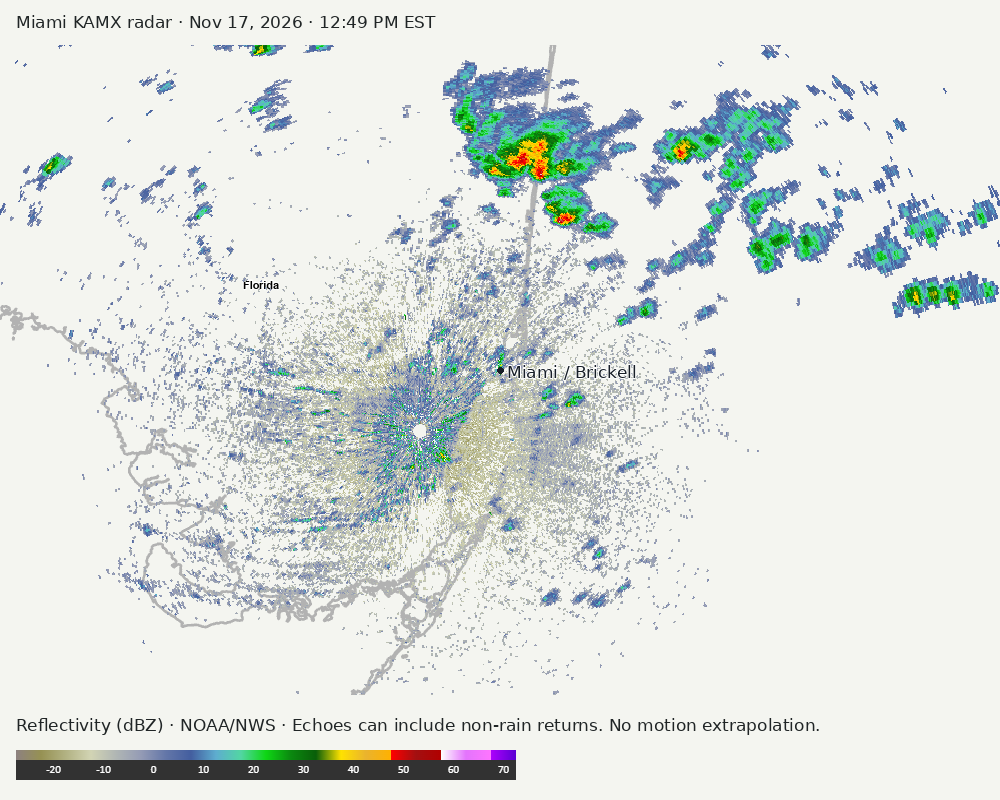 Miami KAMX radar · Nov 17, 2026 · 12:49 PM EST
Florida
Miami / Brickell
Reflectivity (dBZ) · NOAA/NWS · Echoes can include non-rain returns. No motion extrapolation.
-20 -10 0 10 20 30 40 50 60 70